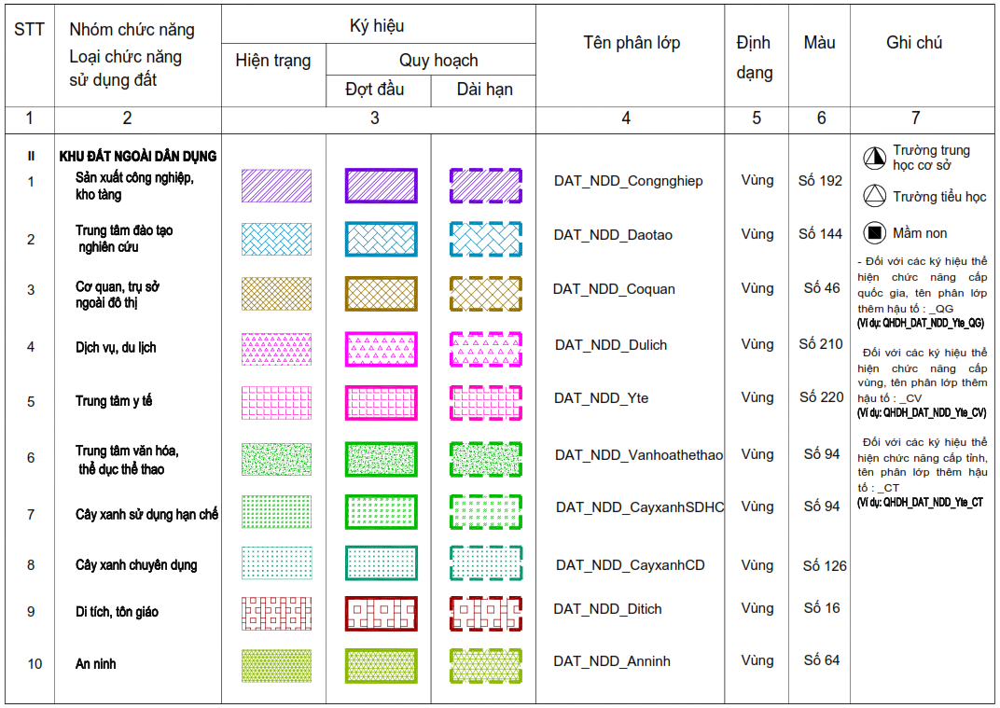 STT
Nhóm chức năng
Loại chức năng
sử dụng đất
Ký hiệu
Hiện trạng
Quy hoạch
Đợt đầu
Dài hạn
Tên phân lớp
Định
dạng
Màu
Ghi chú
1
2
3
4
5
6
7
II
KHU ĐẤT NGOÀI DÂN DỤNG
1
Sản xuất công nghiệp,
kho tàng
DAT_NDD_Congnghiep
Vùng
Số 192
2
Trung tâm đào tạo
nghiên cứu
DAT_NDD_Daotao
Vùng
Số 144
3
Cơ quan, trụ sở
ngoài đô thị
DAT_NDD_Coquan
Vùng
Số 46
4
Dịch vụ, du lịch
DAT_NDD_Dulich
Vùng
Số 210
5
Trung tâm y tế
DAT_NDD_Yte
Vùng
Số 220
6
Trung tâm văn hóa,
thể dục thể thao
DAT_NDD_Vanhoathethao
Vùng
Số 94
7
Cây xanh sử dụng hạn chế
DAT_NDD_CayxanhSDHC
Vùng
Số 94
8
Cây xanh chuyên dụng
DAT_NDD_CayxanhCD
Vùng
Số 126
9
Di tích, tôn giáo
DAT_NDD_Ditich
Vùng
Số 16
10
An ninh
DAT_NDD_Anninh
Vùng
Số 64
Trường trung
học cơ sở
Trường tiểu học
Mầm non
- Đối với các ký hiệu thể
hiện chức năng cấp
quốc gia, tên phân lớp
thêm hậu tố : _QG
(Ví dụ: QHDH_DAT_NDD_Yte_QG)
Đối với các ký hiệu thể
hiện chức năng cấp
vùng, tên phân lớp thêm
hậu tố : _CV
(Ví dụ: QHDH_DAT_NDD_Yte_CV)
Đối với các ký hiệu thể
hiện chức năng cấp tỉnh,
tên phân lớp thêm hậu
tố : _CT
(Ví dụ: QHDH_DAT_NDD_Yte_CT